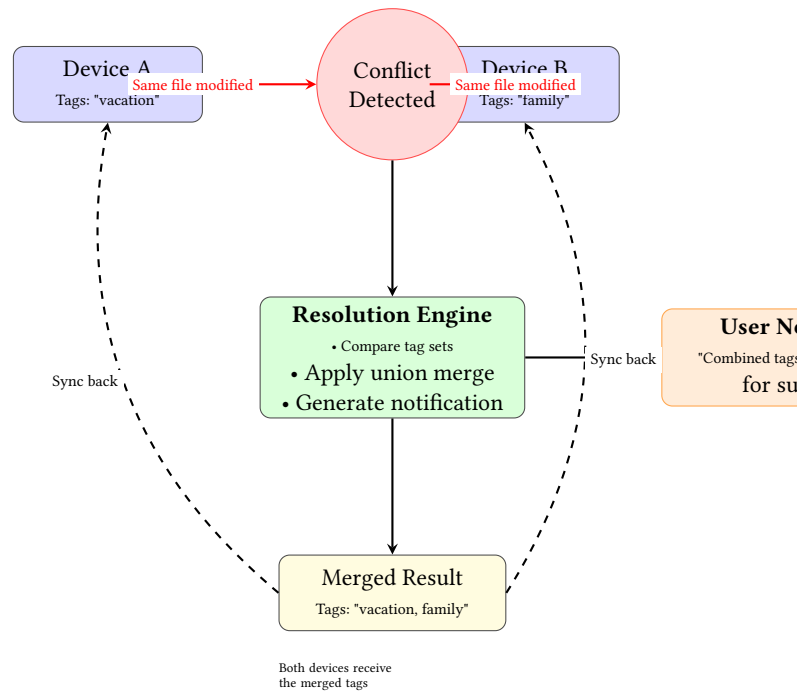 Device A
Tags: "vacation"
Same file modified
Conflict
Detected
Device B
Same file modified
Tags: "family"
Resolution Engine
• Compare tag sets
• Apply union merge
• Generate notification
Sync back
Sync back
User
"Combined tags
for
Merged Result
Tags: "vacation, family"
Both devices receive
the merged tags